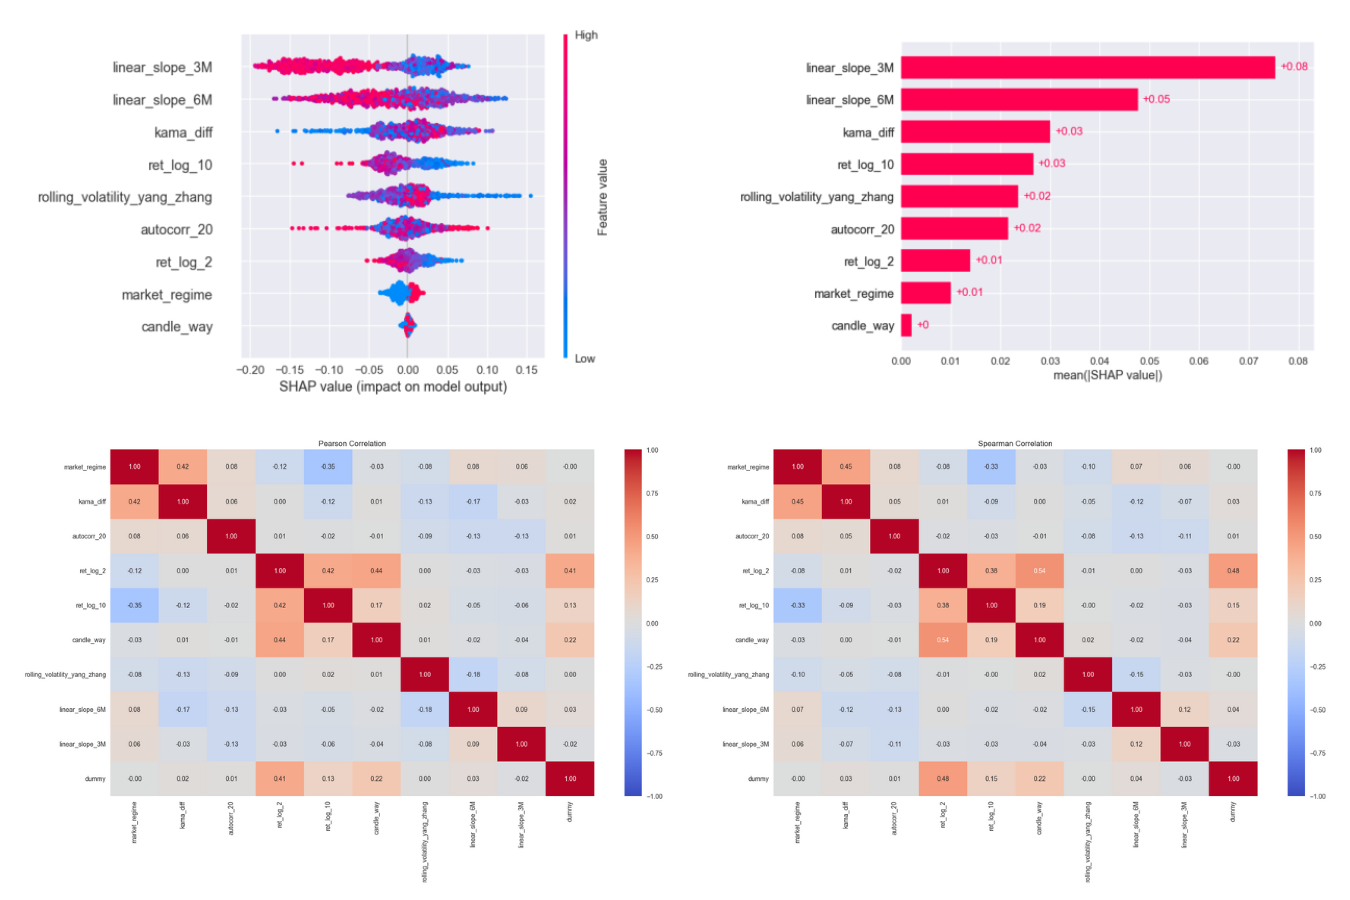 High
linear_slope_3M
linear_slope_6M
kama_diff
ret_log_10
rolling_volatility_yang_zhang
autocorr_20
ret_log_2
market_regime
candle_way
Feature value
Low
−0.20 −0.15 −0.10 −0.05 0.00 0.05 0.10 0.15
SHAP value (impact on model output)
linear_slope_3M +0.08
linear_slope_6M +0.05
kama_diff +0.03
ret_log_10 +0.03
rolling_volatility_yang_zhang +0.02
autocorr_20 +0.02
ret_log_2 +0.01
market_regime +0.01
candle_way +0
0.00 0.01 0.02 0.03 0.04 0.05 0.06 0.07 0.08
mean(|SHAP value|)
Pearson Correlation
market_regime 1.00 0.42 0.08 -0.12 -0.35 -0.03 -0.08 0.08 0.06 -0.00
kama_diff 0.42 1.00 0.06 0.00 -0.12 0.01 -0.13 -0.17 -0.03 0.02
autocorr_20 0.08 0.06 1.00 0.01 -0.02 -0.01 -0.09 -0.13 -0.13 0.01
ret_log_2 -0.12 0.00 0.01 1.00 0.42 0.44 0.00 -0.03 -0.03 0.41
ret_log_10 -0.35 -0.12 -0.02 0.42 1.00 0.17 0.02 -0.05 -0.06 0.13
candle_way -0.03 0.01 -0.01 0.44 0.17 1.00 0.01 -0.02 -0.04 0.22
rolling_volatility_yang_zhang -0.08 -0.13 -0.09 0.00 0.02 0.01 1.00 -0.18 -0.08 0.00
linear_slope_6M 0.08 -0.17 -0.13 -0.03 -0.05 -0.02 -0.18 1.00 0.09 0.03
linear_slope_3M 0.06 -0.03 -0.13 -0.03 -0.06 -0.04 -0.08 0.09 1.00 -0.02
dummy -0.00 0.02 0.01 0.41 0.13 0.22 0.00 0.03 -0.02 1.00
market_regime kama_diff autocorr_20 ret_log_2 ret_log_10 candle_way rolling_volatility_yang_zhang linear_slope_6M linear_slope_3M dummy
1.00
0.75
0.50
0.25
0.00
−0.25
−0.50
−0.75
−1.00
Spearman Correlation
market_regime 1.00 0.45 0.08 -0.08 -0.33 -0.03 -0.10 0.07 0.06 -0.00
kama_diff 0.45 1.00 0.05 0.01 -0.09 0.00 -0.05 -0.12 -0.07 0.03
autocorr_20 0.08 0.05 1.00 -0.02 -0.03 -0.01 -0.08 -0.13 -0.11 0.01
ret_log_2 -0.08 0.01 -0.02 1.00 0.38 0.54 -0.01 0.00 -0.03 0.48
ret_log_10 -0.33 -0.09 -0.03 0.38 1.00 0.19 -0.00 -0.02 -0.03 0.15
candle_way -0.03 0.00 -0.01 0.54 0.19 1.00 0.02 -0.02 -0.04 0.22
rolling_volatility_yang_zhang -0.10 -0.05 -0.08 -0.01 -0.00 0.02 1.00 -0.15 -0.03 -0.00
linear_slope_6M 0.07 -0.12 -0.13 0.00 -0.02 -0.02 -0.15 1.00 0.12 0.04
linear_slope_3M 0.06 -0.07 -0.11 -0.03 -0.03 -0.04 -0.03 0.12 1.00 -0.03
dummy -0.00 0.03 0.01 0.48 0.15 0.22 -0.00 0.04 -0.03 1.00
market_regime kama_diff autocorr_20 ret_log_2 ret_log_10 candle_way rolling_volatility_yang_zhang linear_slope_6M linear_slope_3M dummy
1.00
0.75
0.50
0.25
0.00
−0.25
−0.50
−0.75
−1.00